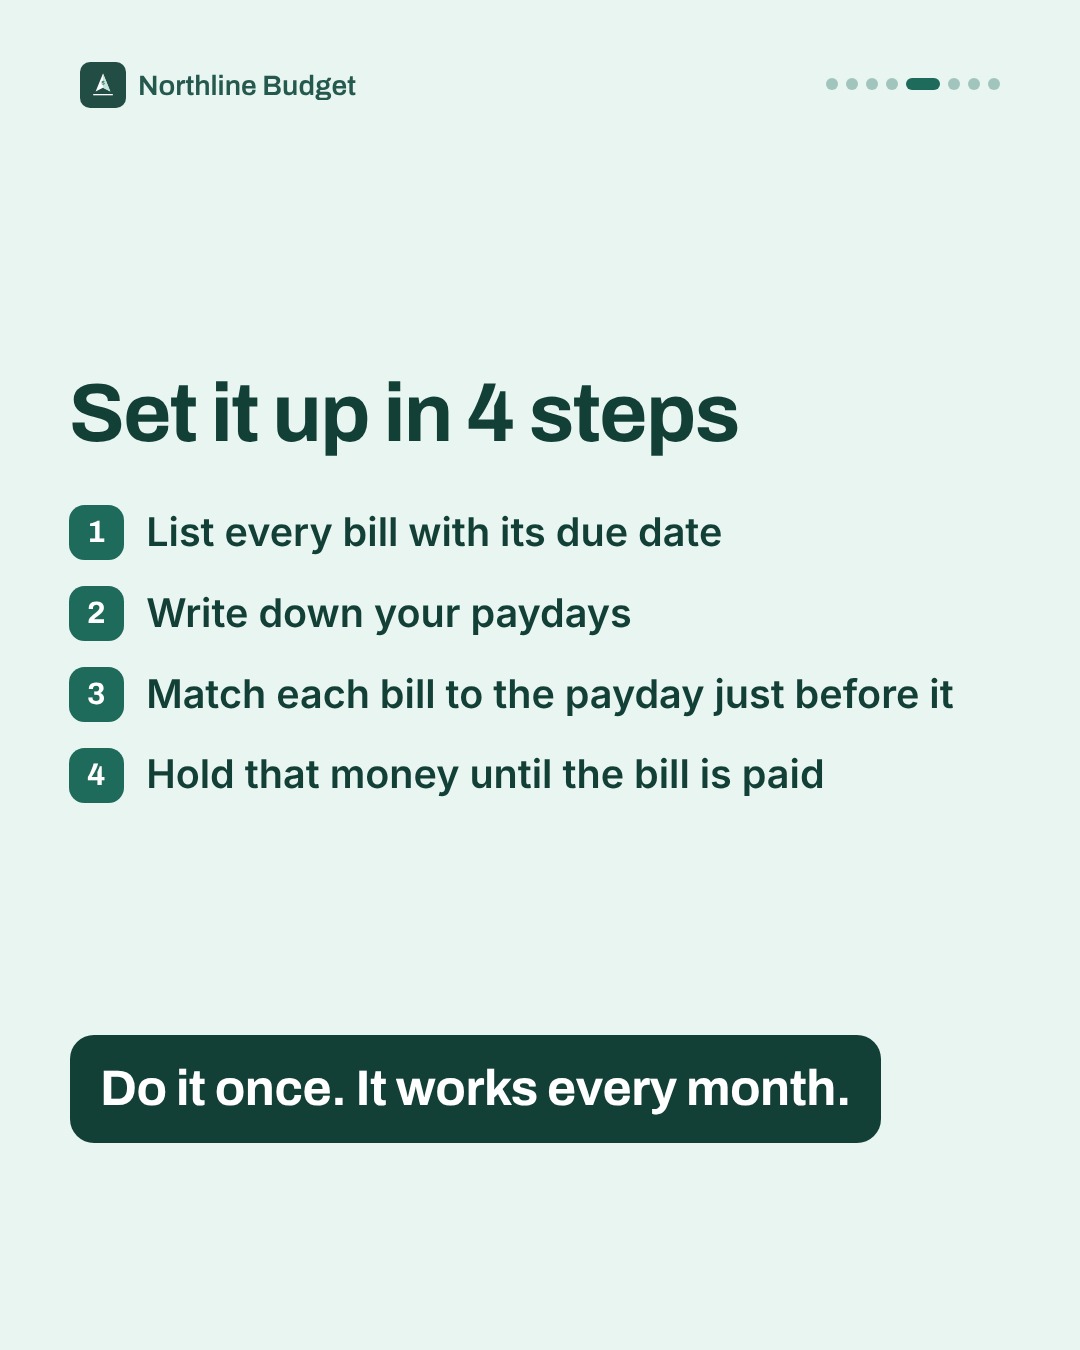 Northline Budget
Set it up in 4 steps
1 List every bill with its due date
2 Write down your paydays
3 Match each bill to the payday just before it
4 Hold that money until the bill is paid
Do it once. It works every month.